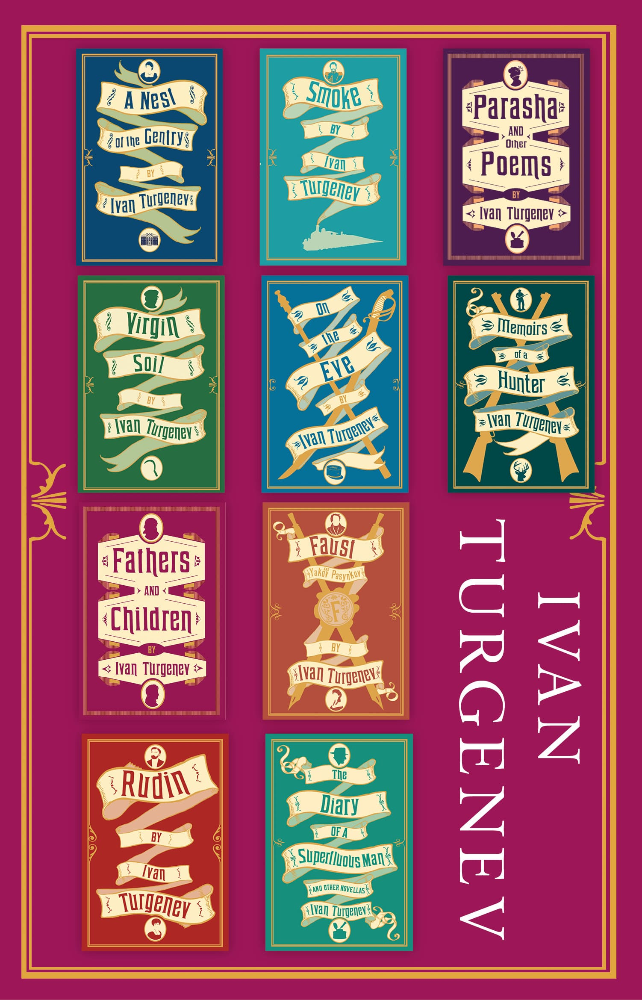 A Nest
of the Gentry
BY
Ivan Turgenev
Smoke
BY
Ivan
Turgenev
Parasha
AND
Other
Poems
BY
Ivan Turgenev
Virgin
Soil
BY
Ivan Turgenev
On
the
Eve
BY
Ivan Turgenev
Memoirs
of a
Hunter
Ivan Turgenev
Fathers
AND
Children
BY
Ivan Turgenev
Faust
AND
Yakov Pasynkov
F
BY
Ivan Turgenev
IVAN
TURGENEV
Rudin
BY
Ivan
Turgenev
The
Diary
OF A
Superfluous Man
AND OTHER NOVELLAS
Ivan Turgenev